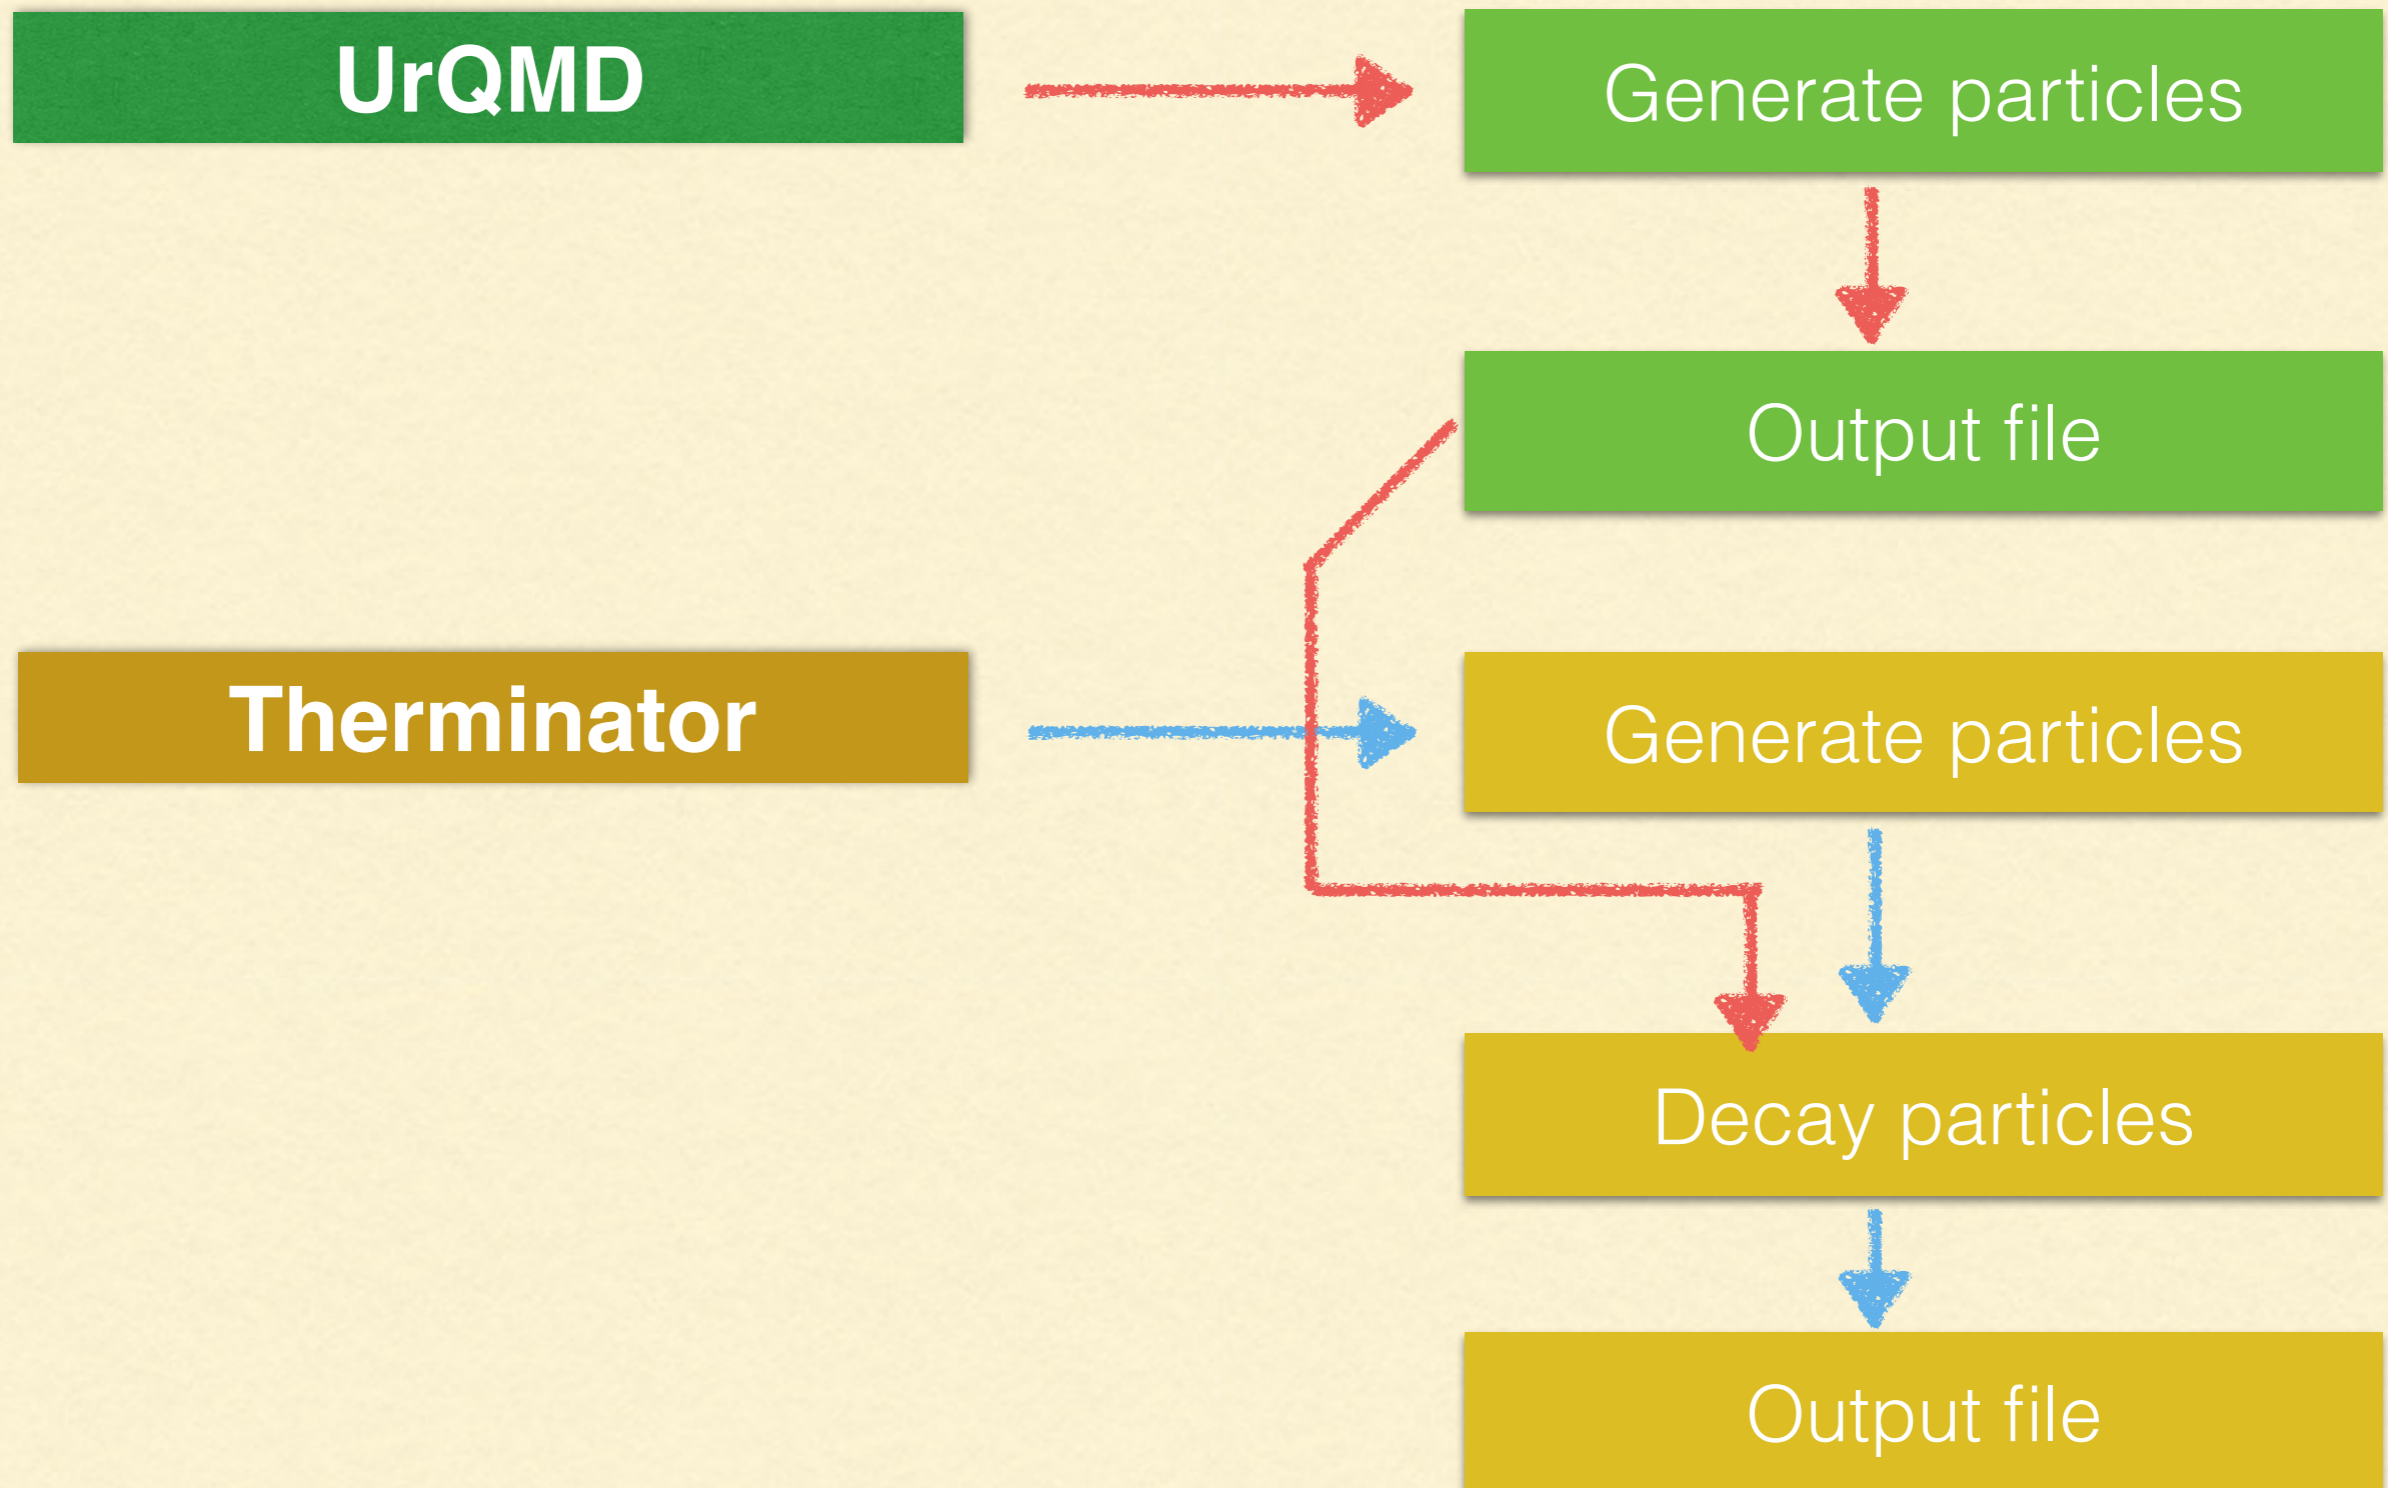 UrQMD
Generate particles
Output file
Therminator
Generate particles
Decay particles
Output file